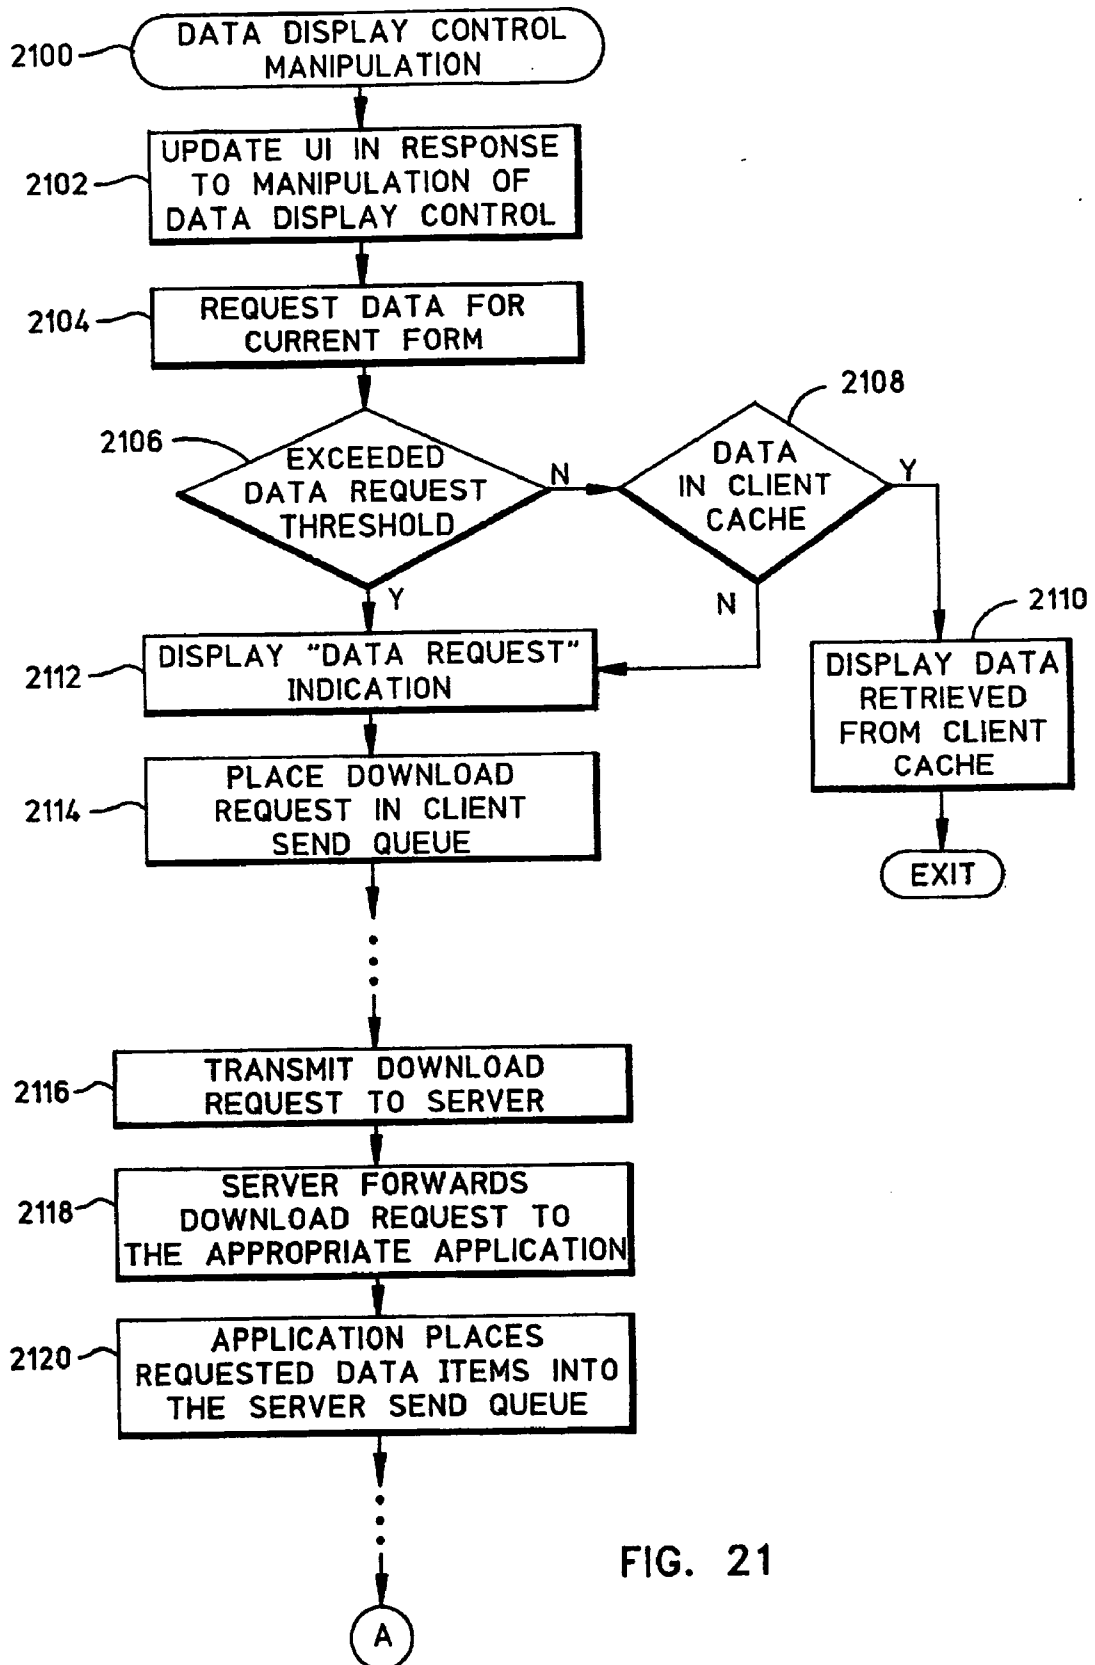 2100
DATA DISPLAY CONTROL
MANIPULATION
2102
UPDATE UI IN RESPONSE
TO MANIPULATION OF
DATA DISPLAY CONTROL
2104
REQUEST DATA FOR
CURRENT FORM
2106
EXCEEDED
DATA REQUEST
THRESHOLD
N
Y
2108
DATA
IN CLIENT
CACHE
Y
N
2110
DISPLAY DATA
RETRIEVED
FROM CLIENT
CACHE
EXIT
2112
DISPLAY "DATA REQUEST"
INDICATION
2114
PLACE DOWNLOAD
REQUEST IN CLIENT
SEND QUEUE
2116
TRANSMIT DOWNLOAD
REQUEST TO SERVER
2118
SERVER FORWARDS
DOWNLOAD REQUEST TO
THE APPROPRIATE APPLICATION
2120
APPLICATION PLACES
REQUESTED DATA ITEMS INTO
THE SERVER SEND QUEUE
A
FIG. 21